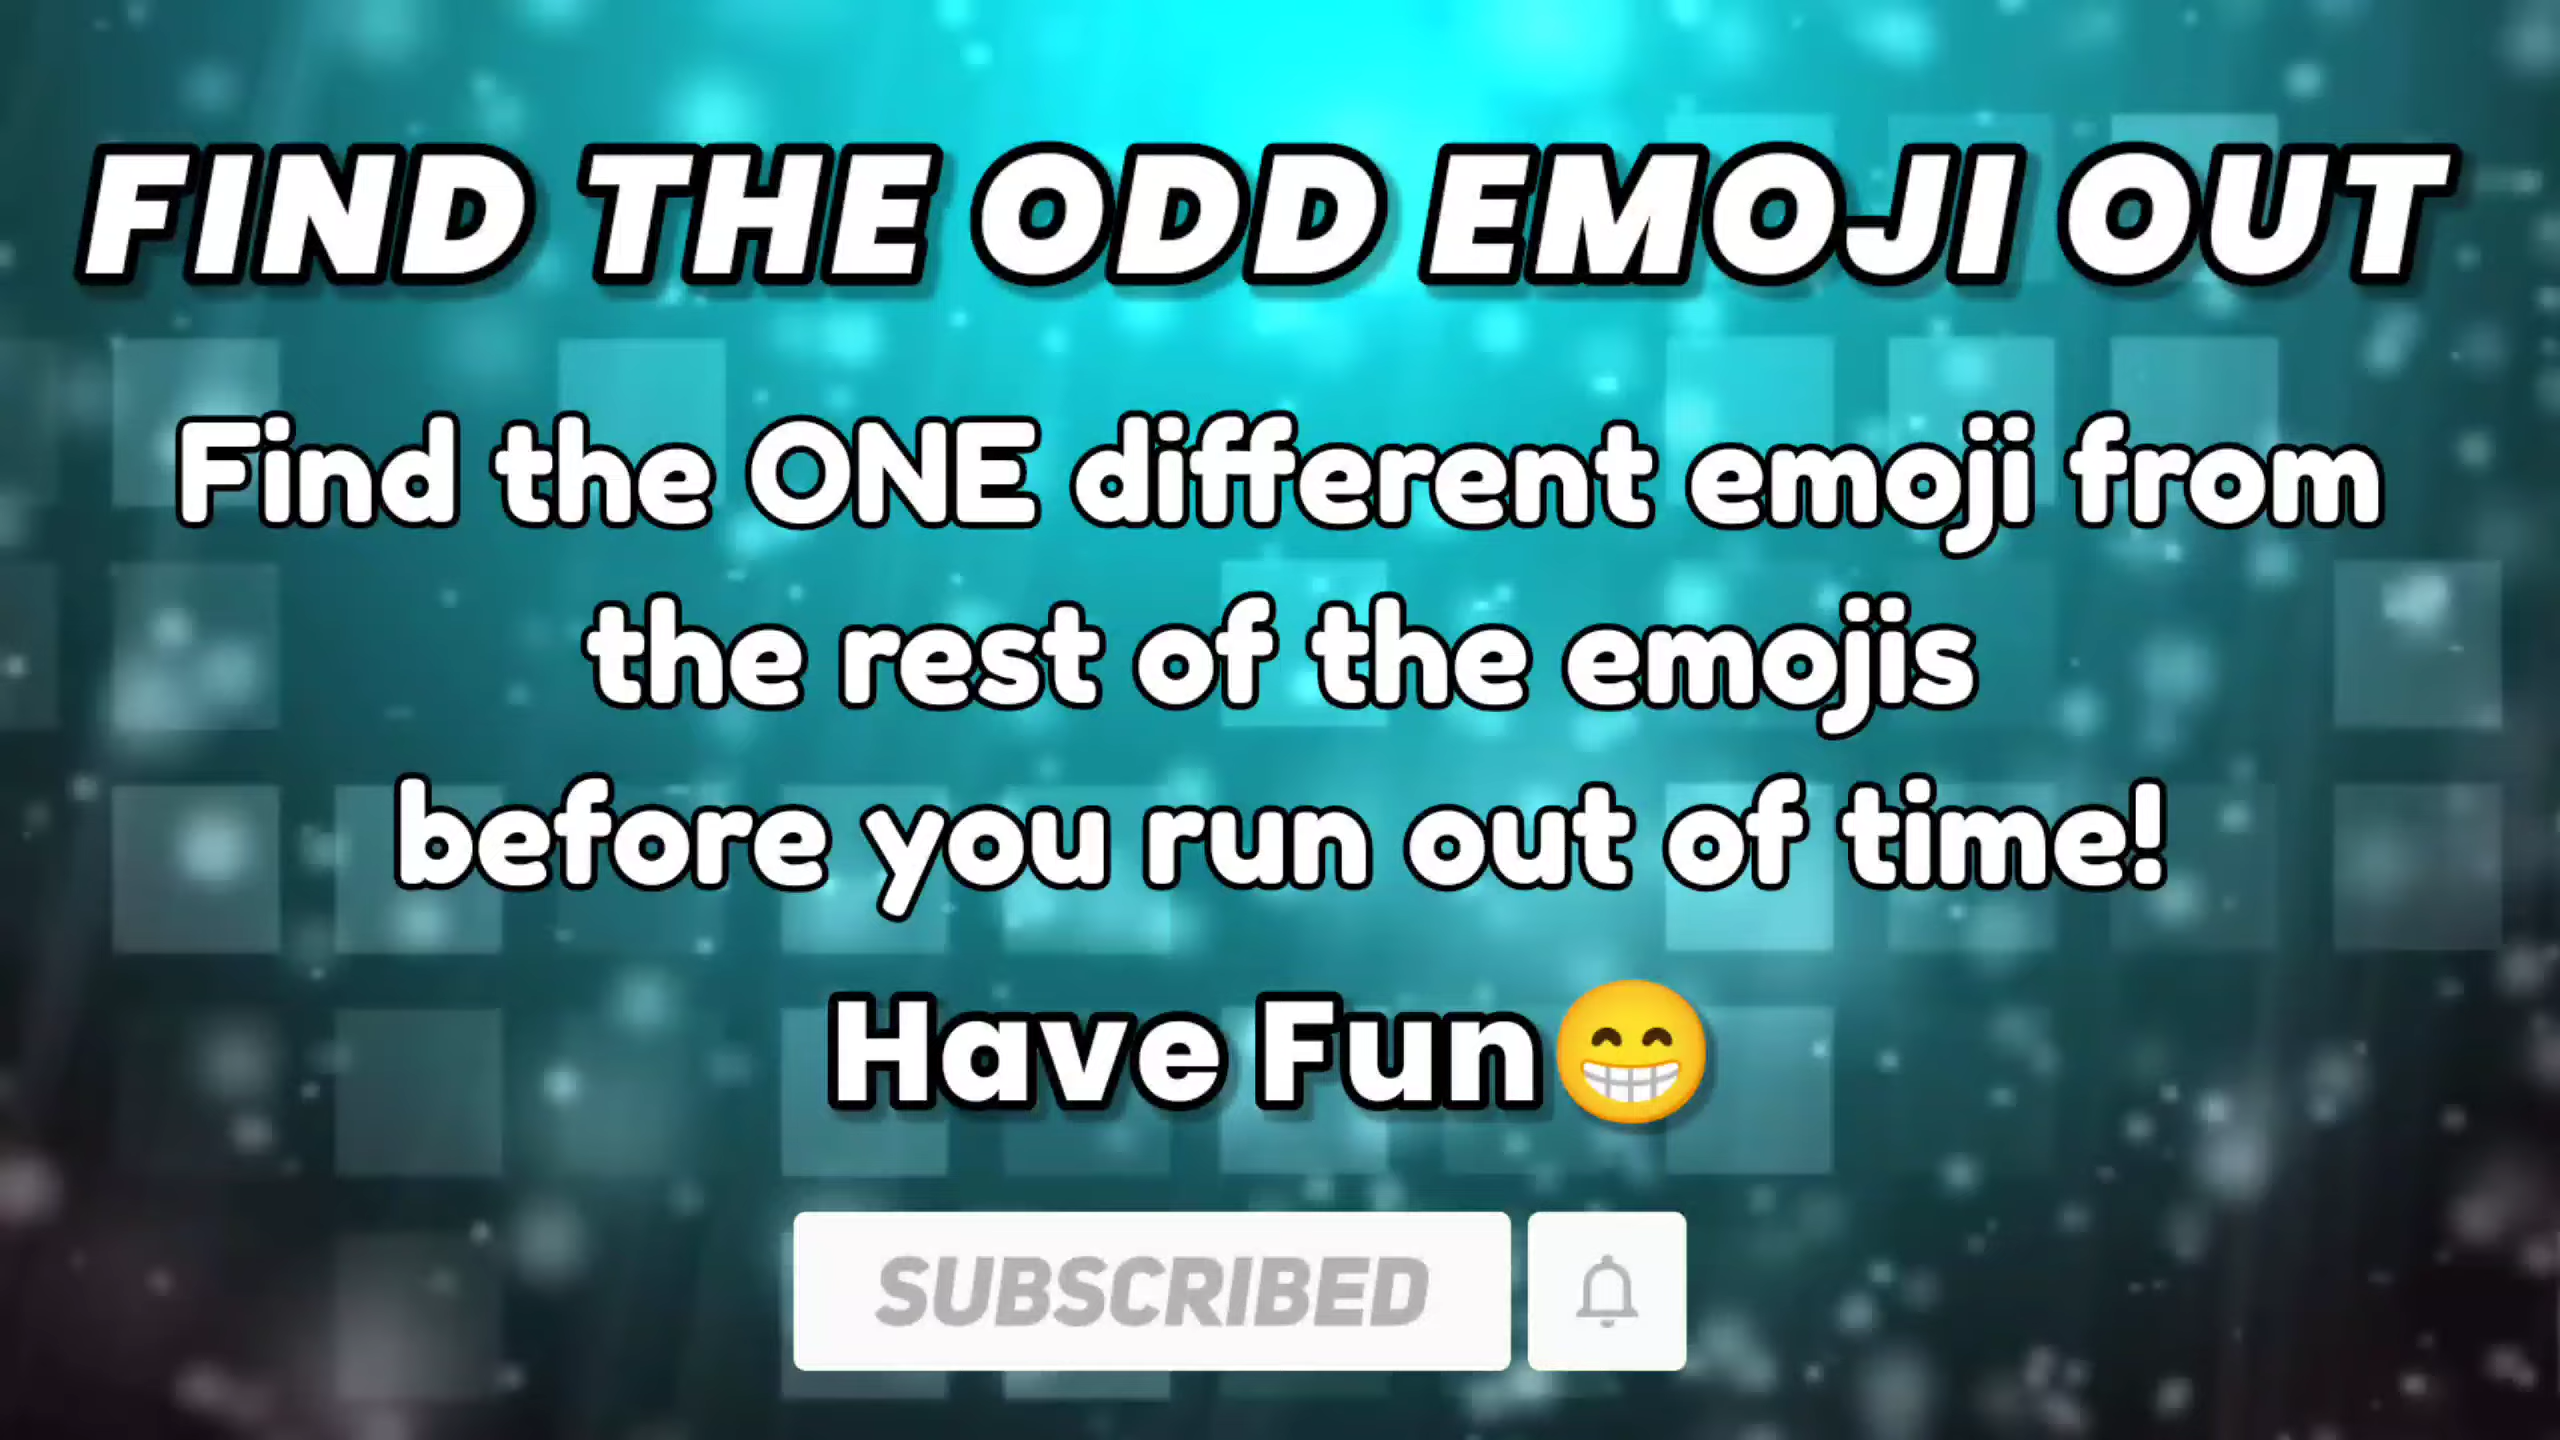 FIND THE ODD EMOJI OUT
Find the ONE different emoji from
the rest of the emojis
before you run out of time!
Have Fun😁
SUBSCRIBED